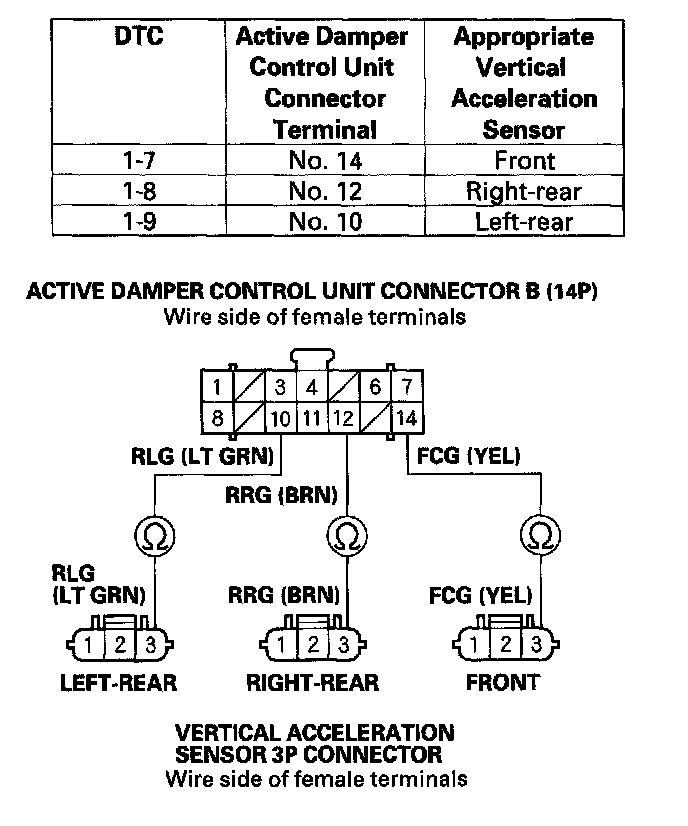 DTC
Active Damper
Control Unit
Connector
Terminal
Appropriate
Vertical
Acceleration
Sensor
1-7 No. 14 Front
1-8 No. 12 Right-rear
1-9 No. 10 Left-rear
ACTIVE DAMPER CONTROL UNIT CONNECTOR B (14P)
Wire side of female terminals
1 3 4 6 7
8 10 11 12 14
RLG (LT GRN)
FCG (YEL)
RRG (BRN)
Ω Ω Ω
RLG
(LT GRN)
RRG (BRN)
FCG (YEL)
1 2 3
1 2 3
1 2 3
LEFT-REAR
RIGHT-REAR
FRONT
VERTICAL ACCELERATION
SENSOR 3P CONNECTOR
Wire side of female terminals